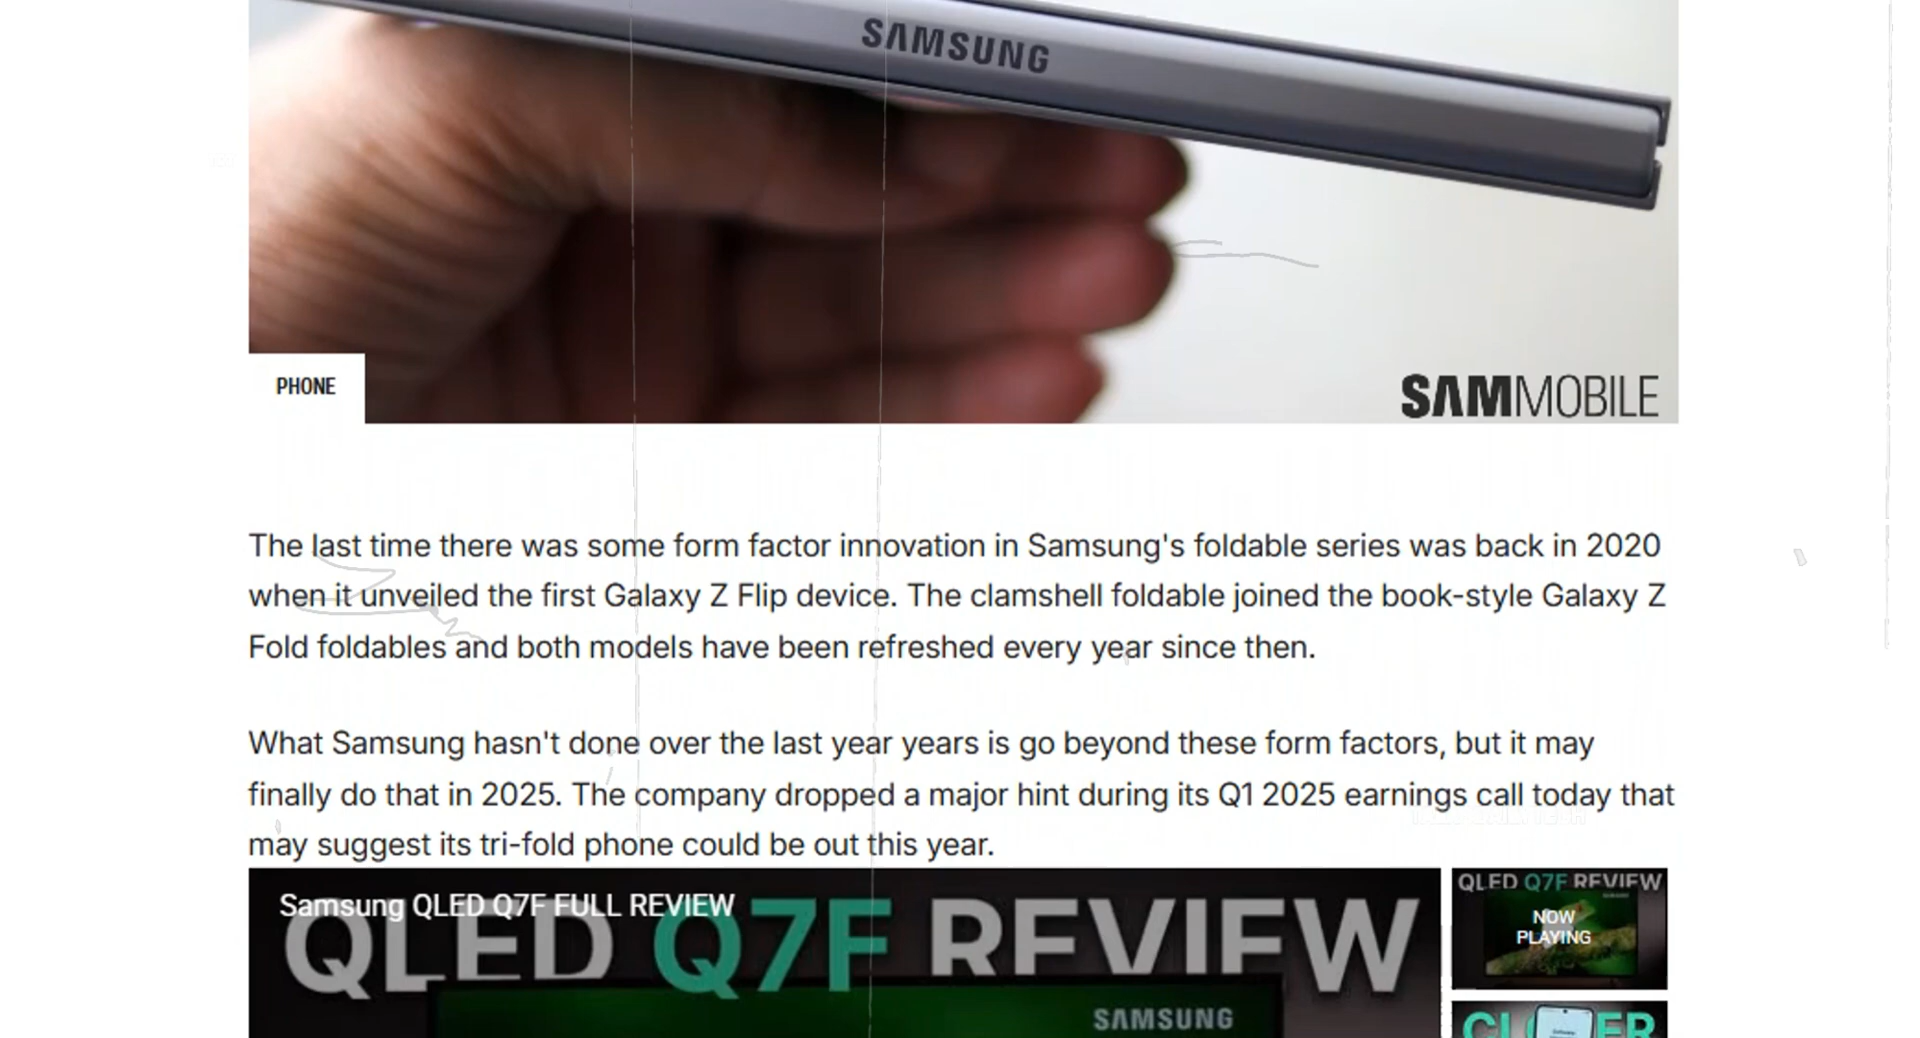 SAMSUNG
PHONE
SAMMOBILE
The last time there was some form factor innovation in Samsung's foldable series was back in 2020
when it unveiled the first Galaxy Z Flip device. The clamshell foldable joined the book-style Galaxy Z
Fold foldables and both models have been refreshed every year since then.
What Samsung hasn't done over the last year years is go beyond these form factors, but it may
finally do that in 2025. The company dropped a major hint during its Q1 2025 earnings call today that
may suggest its tri-fold phone could be out this year.
Samsung QLED Q7F FULL REVIEW
QLED Q7F REVIEW
SAMSUNG
QLED Q7F REVIEW
NOW
PLAYING